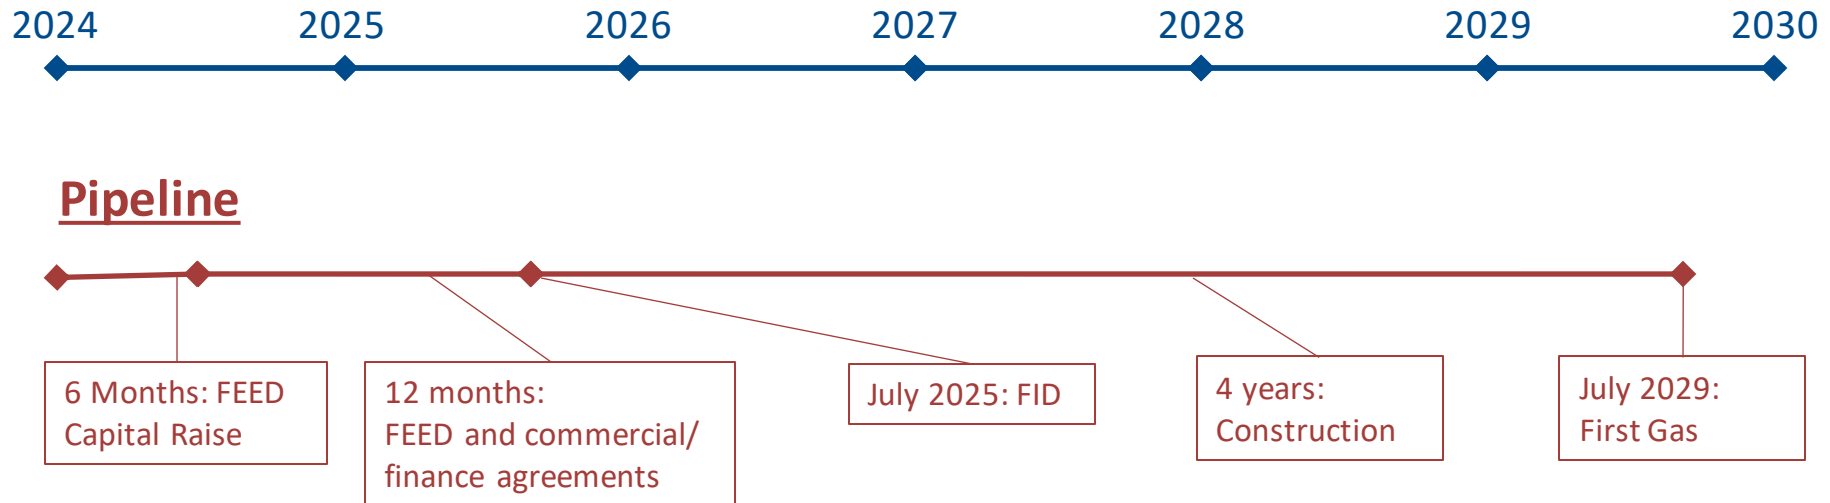 2024 2025 2026 2027 2028 2029 2030
Pipeline
6 Months: FEED
Capital Raise
12 months:
FEED and commercial/
finance agreements
July 2025: FID
4 years:
Construction
July 2029:
First Gas